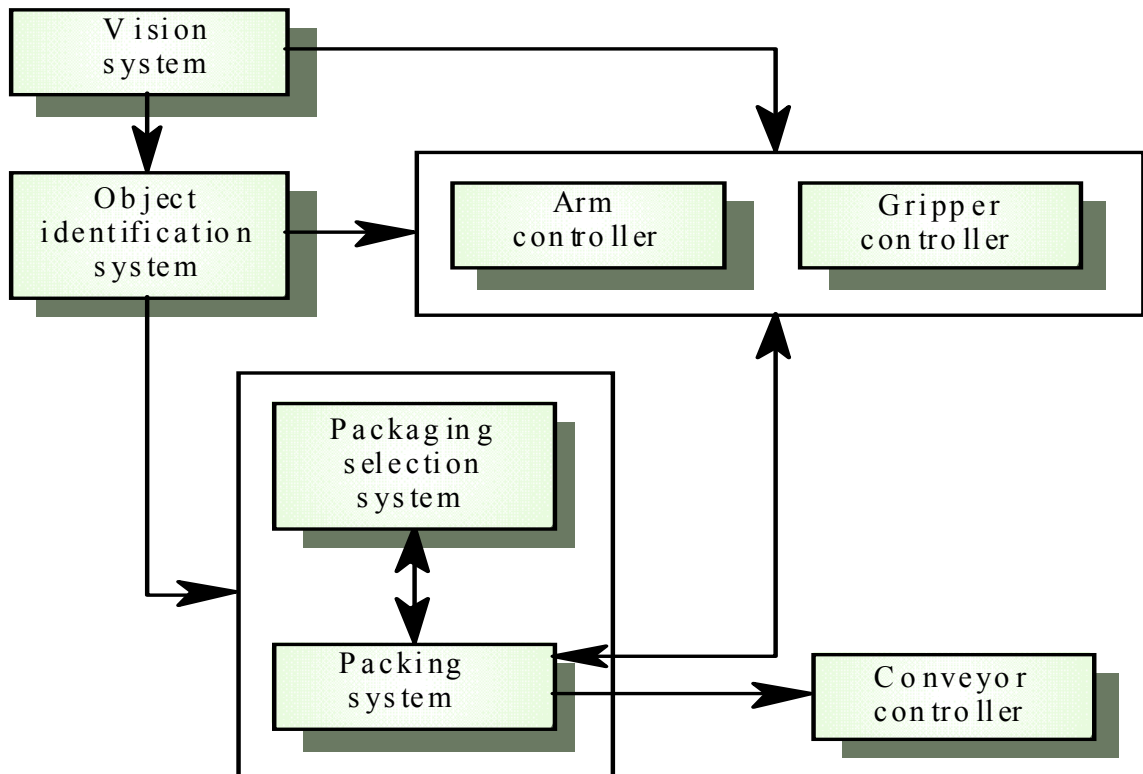 Vision
system
Object
identification
system
Arm
controller
Gripper
controller
Packaging
selection
system
Packing
system
Conveyor
controller